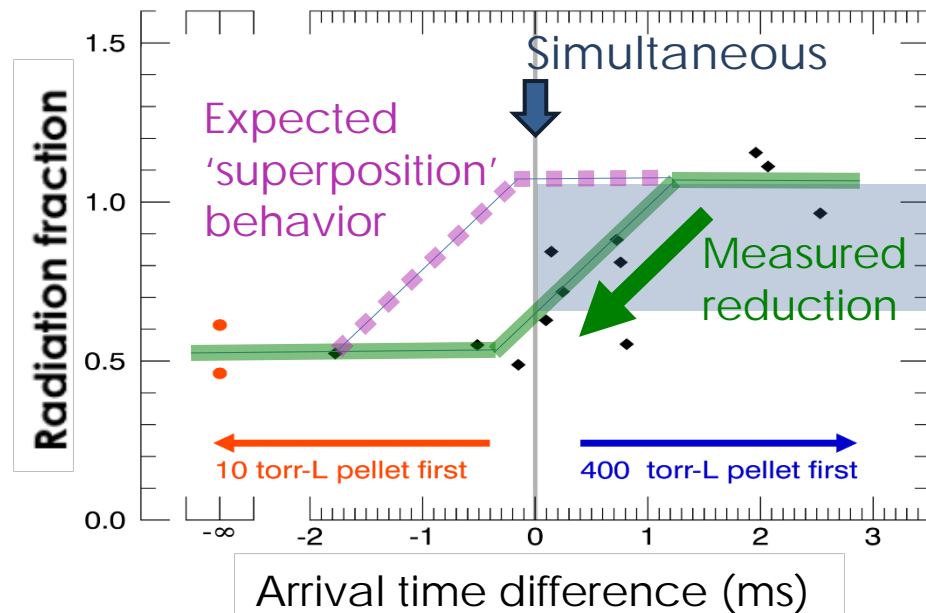 1.5
1.0
0.5
0.0
Radiation fraction
Simultaneous
Expected
‘superposition’
behavior
Measured
reduction
10 torr-L pellet first
400 torr-L pellet first
-∞ -2 -1 0 1 2 3
Arrival time difference (ms)